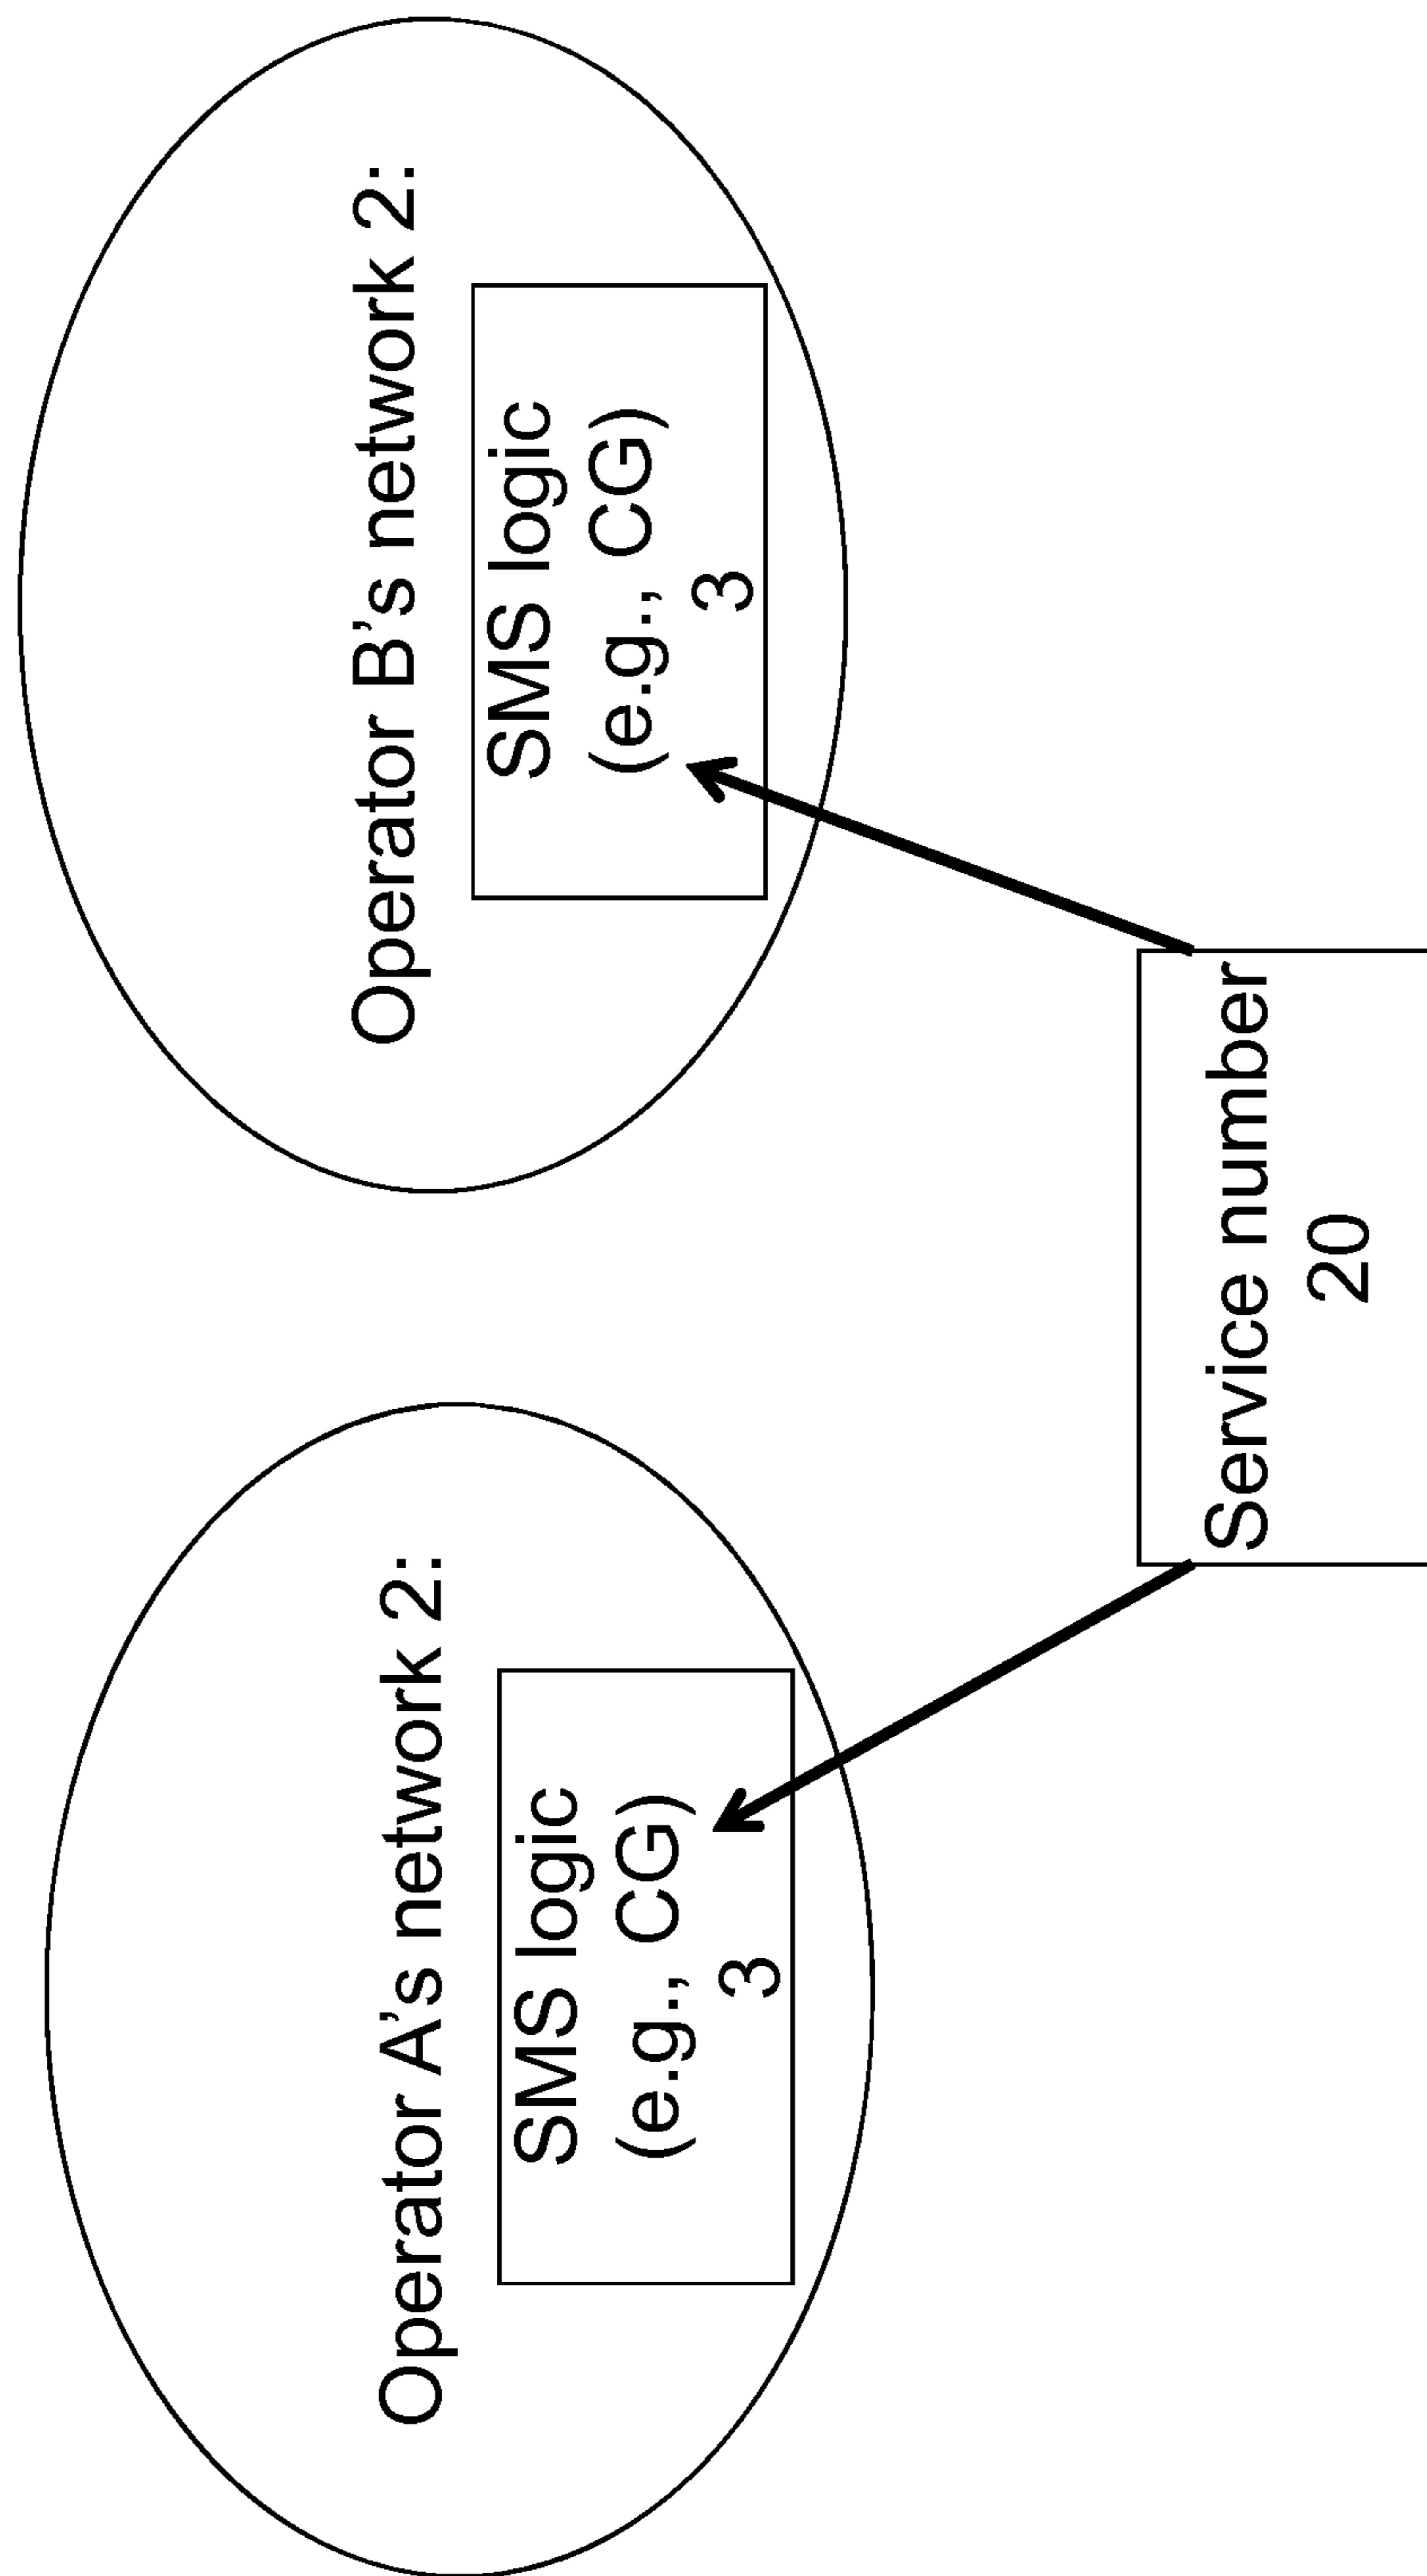 Operator A’s network 2:
SMS logic
(e.g., CG)
3
Operator B’s network 2:
SMS logic
(e.g., CG)
3
Service number
20